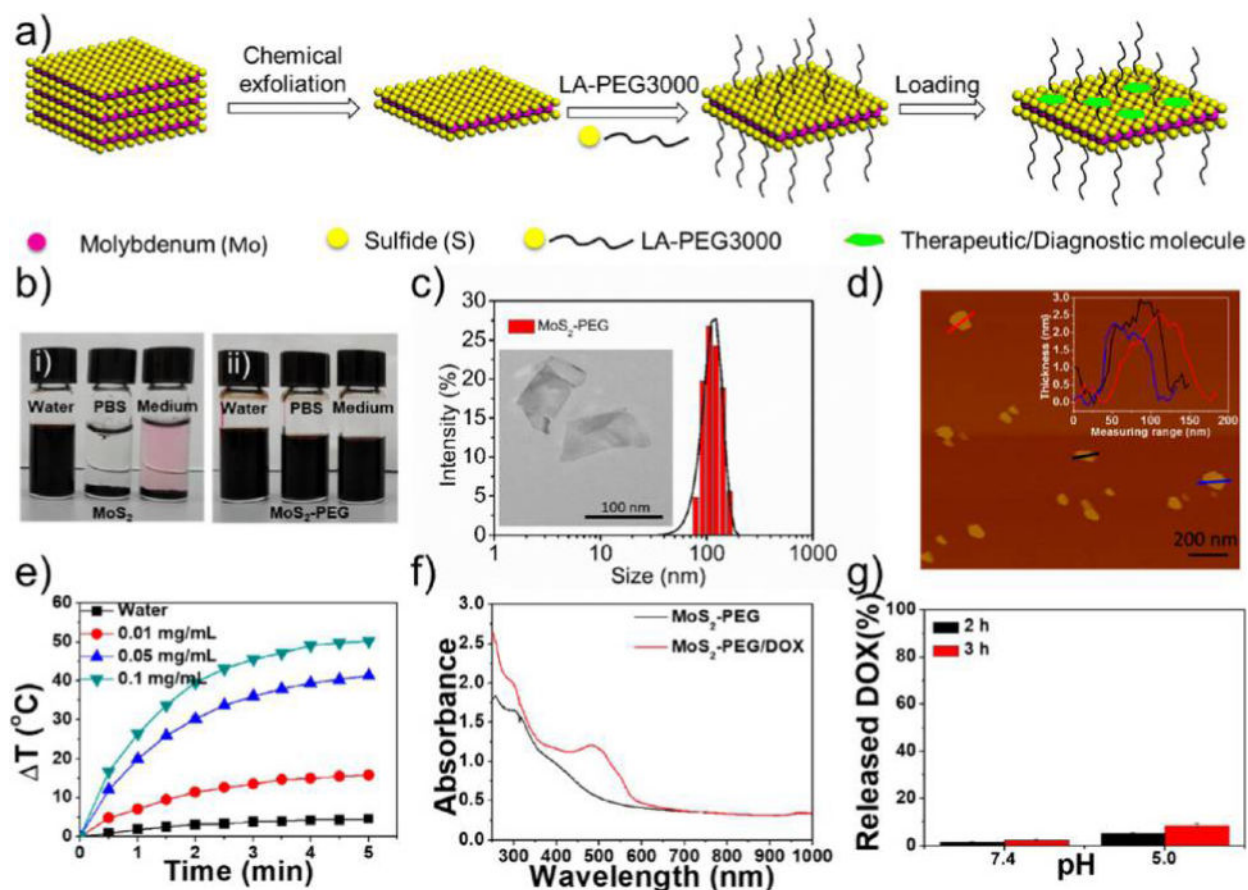 a)
Chemical
exfoliation
LA-PEG3000
Loading
Molybdenum (Mo)
Sulfide (S)
LA-PEG3000
Therapeutic/Diagnostic molecule
b)
i)
Water PBS Medium
MoS2
ii)
Water PBS Medium
MoS2-PEG
c)
Intensity (%)
30
25
20
15
10
5
0
MoS2-PEG
100 nm
1 10 100 1000
Size (nm)
d)
Thickness (nm)
3.0
2.5
2.0
1.5
1.0
0.5
0.0
0 50 100 150 200
Measuring range (nm)
200 nm
e)
ΔT (°C)
60
50
40
30
20
10
0
Water
0.01 mg/mL
0.05 mg/mL
0.1 mg/mL
0 1 2 3 4 5
Time (min)
f)
Absorbance
3.0
2.5
2.0
1.5
1.0
0.5
0.0
MoS2-PEG
MoS2-PEG/DOX
300 400 500 600 700 800 900 1000
Wavelength (nm)
g)
Released DOX(%)
100
80
60
40
20
0
2 h
3 h
7.4 5.0
pH